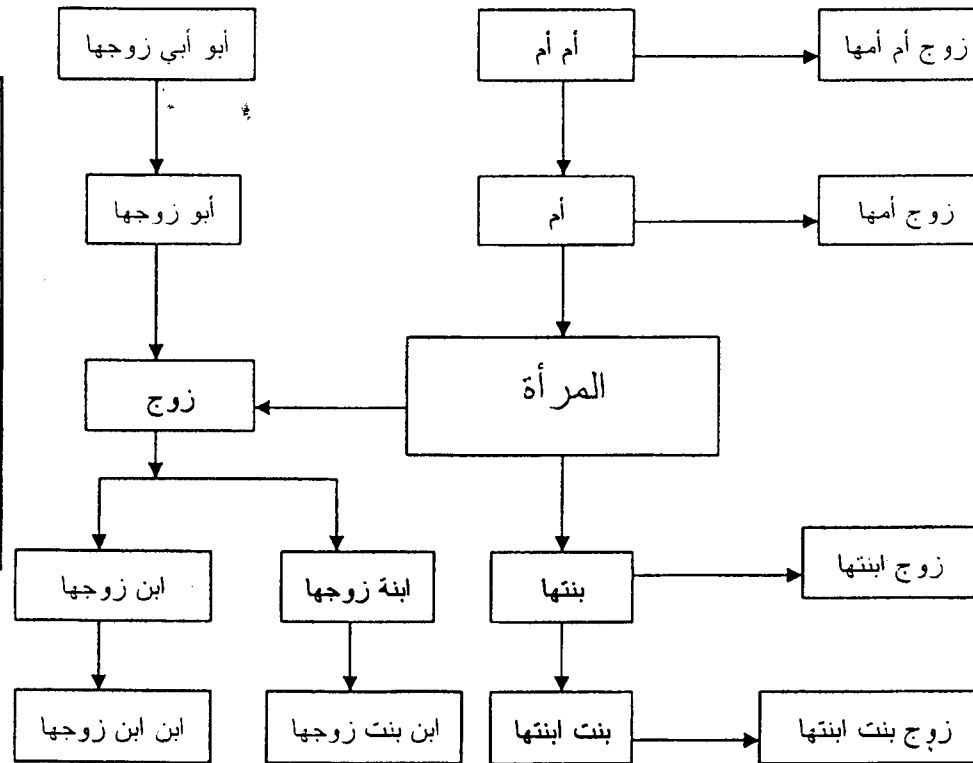 زوج أم أمها
أم أم
أبو أبي زوجها
زوج أمها
أم
أبو زوجها
المرأة
زوج
زوج ابنتها
بنتها
ابنة زوجها
ابن زوجها
زوج بنت ابنتها
بنت ابنتها
ابن بنت زوجها
ابن ابن زوجها